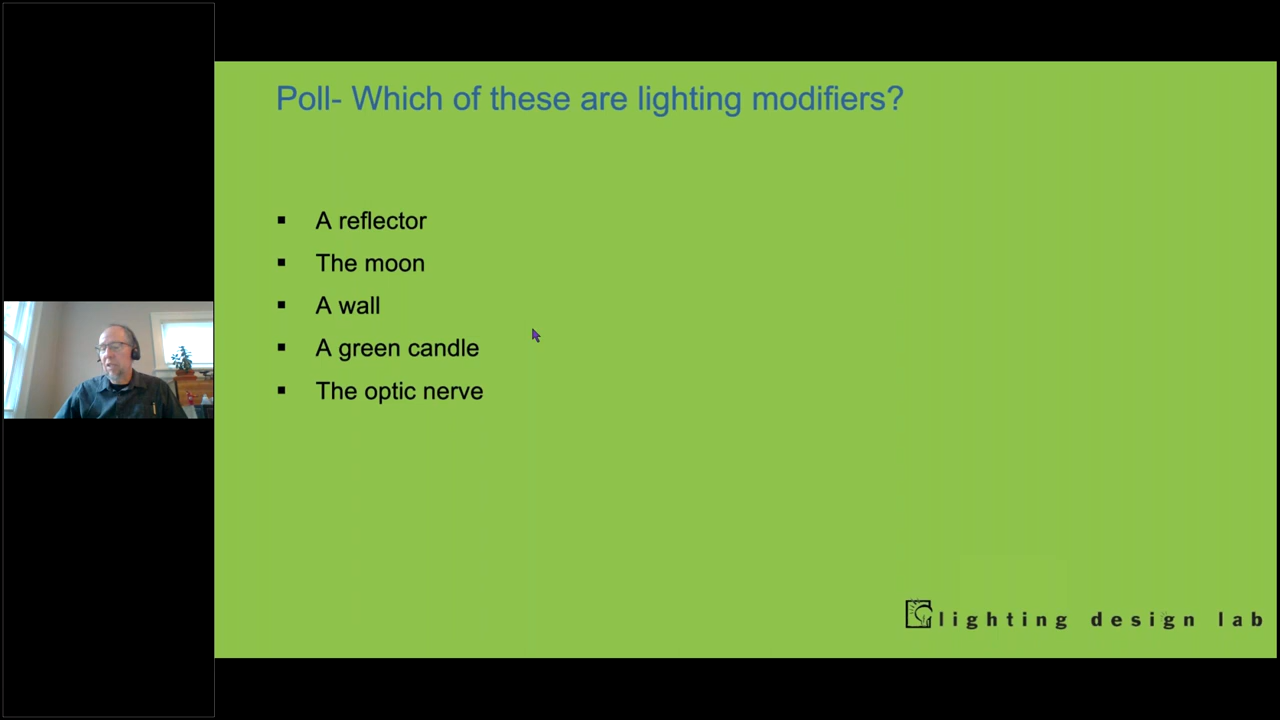 Poll- Which of these are lighting modifiers?
▪ A reflector
▪ The moon
▪ A wall
▪ A green candle
▪ The optic nerve
lighting design lab